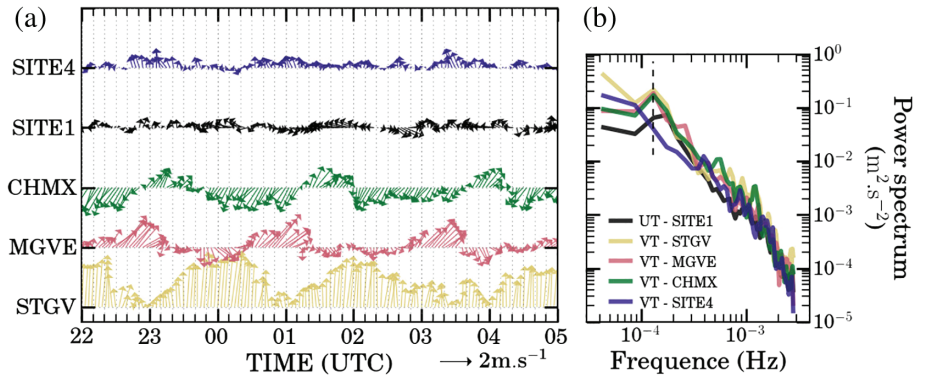 (a)
SITE4
SITE1
CHMX
MGVE
STGV
22 23 00 01 02 03 04 05
TIME (UTC)
2m.s⁻¹
(b)
10⁰
10⁻¹
10⁻²
10⁻³
10⁻⁴
10⁻⁵
Power spectrum
(m².s⁻²)
UT - SITE1
VT - STGV
VT - MGVE
VT - CHMX
VT - SITE4
10⁻⁴ 10⁻³
Frequence (Hz)